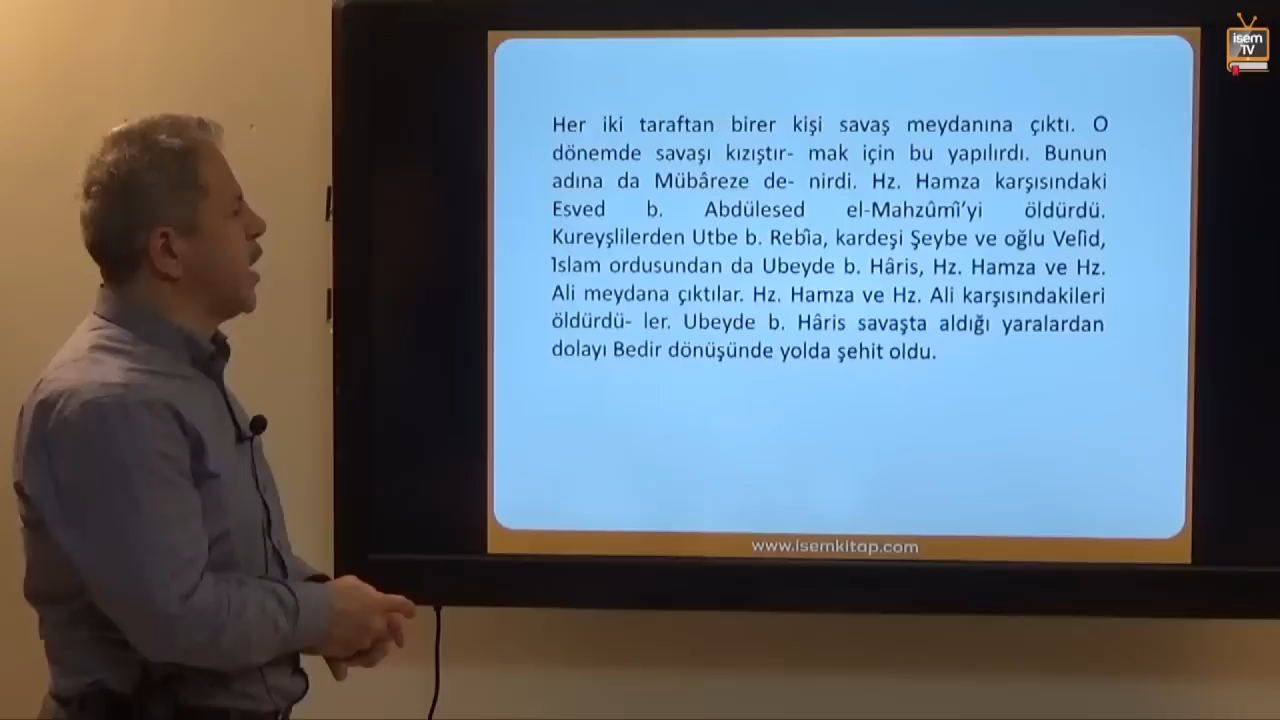 isem
TV
Her iki taraftan birer kişi savaş meydanına çıktı. O
dönemde savaşı kızıştır- mak için bu yapılırdı. Bunun
adına da Mübâreze de- nirdi. Hz. Hamza karşısındaki
Esved b. Abdülesed el-Mahzûmî'yi öldürdü.
Kureyşlilerden Utbe b. Rebîa, kardeşi Şeybe ve oğlu Velîd,
İslam ordusundan da Ubeyde b. Hâris, Hz. Hamza ve Hz.
Ali meydana çıktılar. Hz. Hamza ve Hz. Ali karşısındakileri
öldürdü- ler. Ubeyde b. Hâris savaşta aldığı yaralardan
dolayı Bedir dönüşünde yolda şehit oldu.
www.isemkitap.com